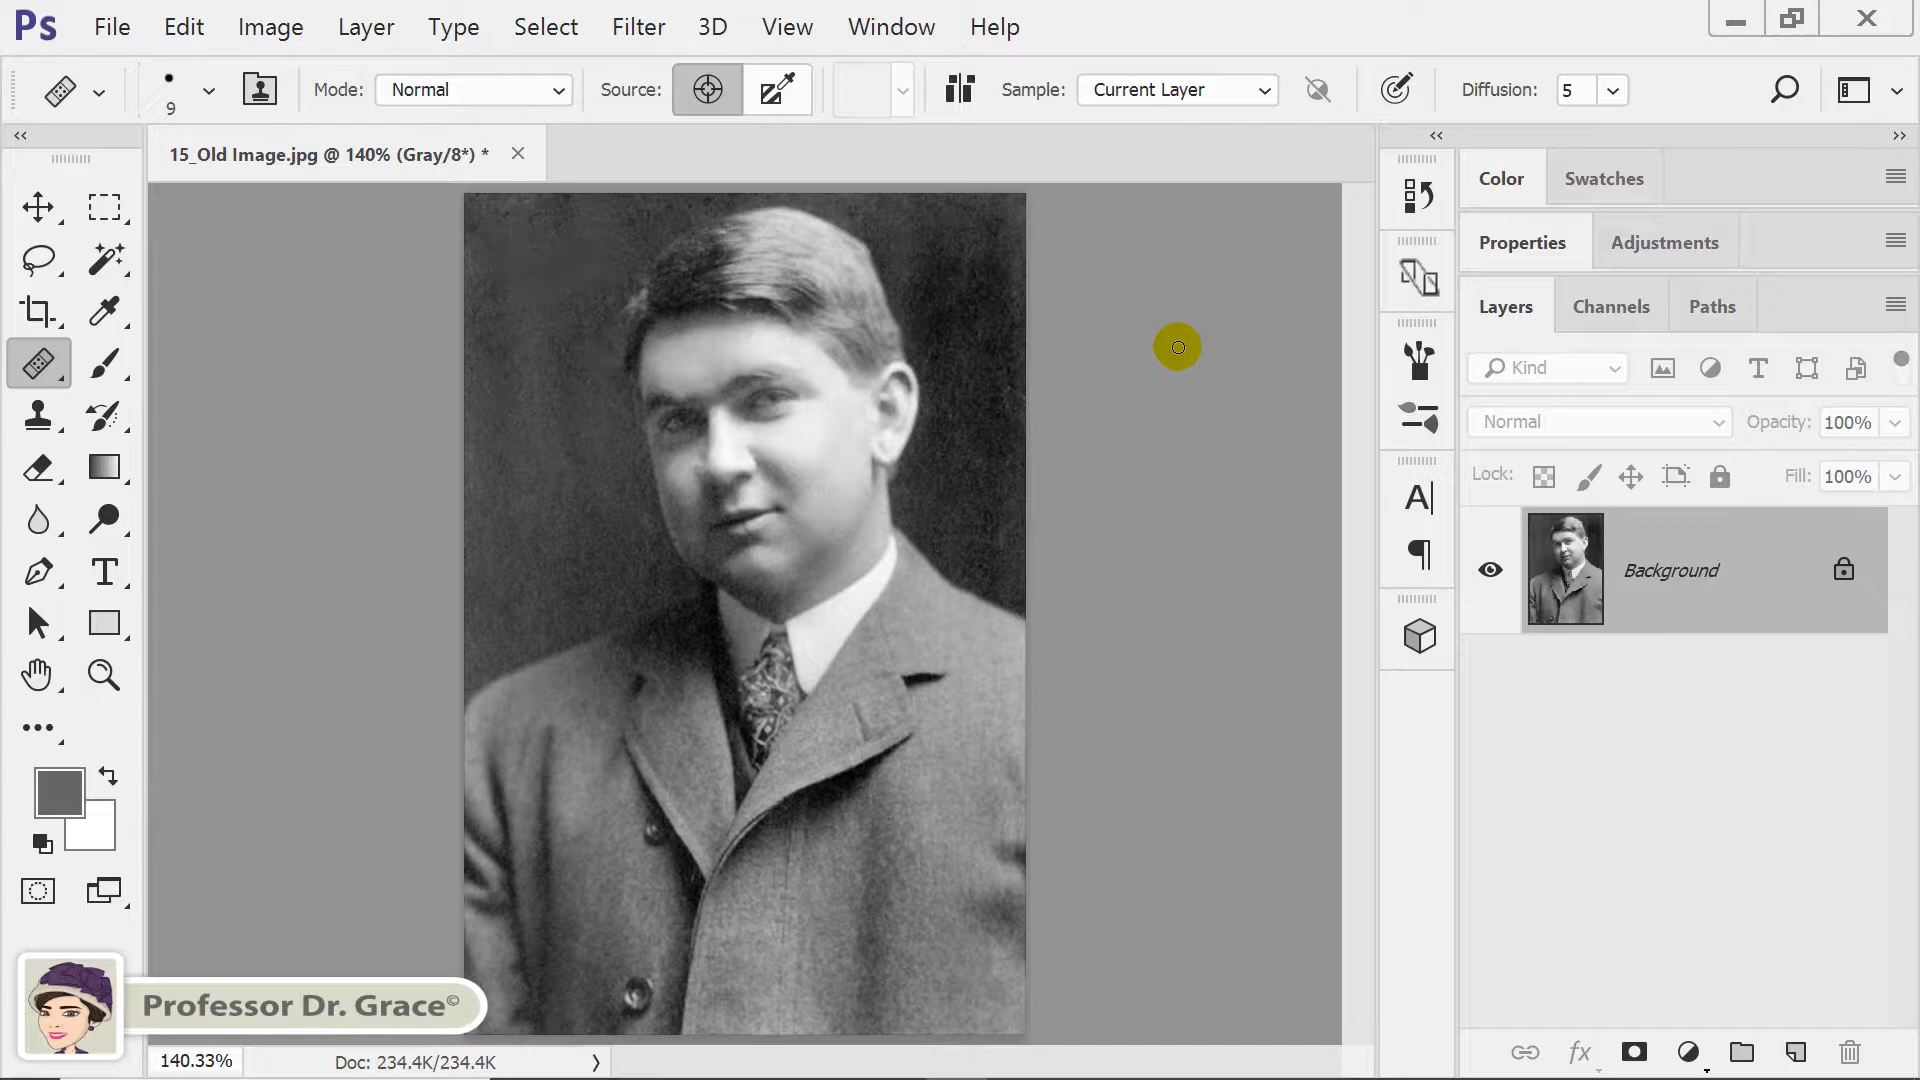 Ps File Edit Image Layer Type Select Filter 3D View Window Help
9 Mode: Normal Source: Sample: Current Layer Diffusion: 5
15_Old Image.jpg @ 140% (Gray/8*) *
Color Swatches
Properties Adjustments
Layers Channels Paths
Kind
Normal Opacity: 100%
Lock: Fill: 100%
Background
Professor Dr. Grace©
140.33% Doc: 234.4K/234.4K